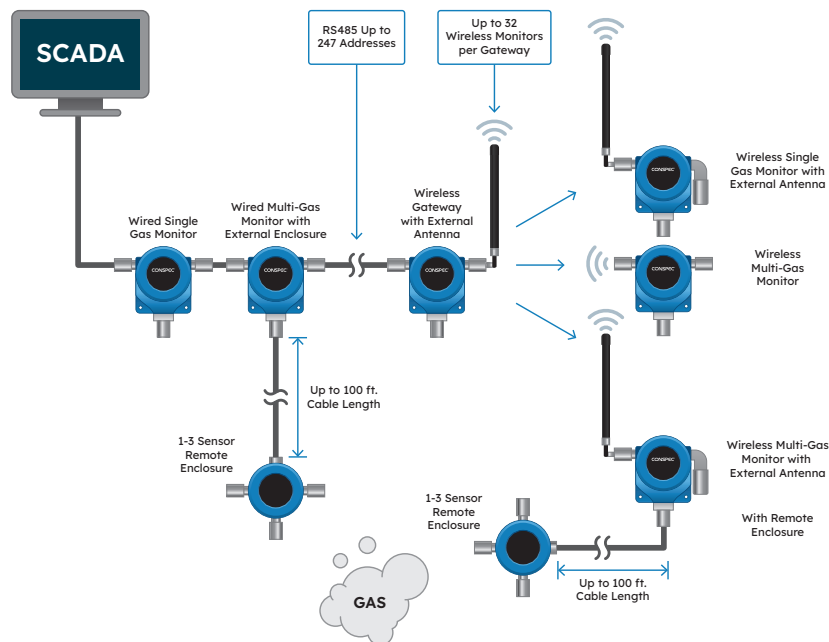 SCADA
RS485 Up to
247 Addresses
Up to 32
Wireless Monitors
per Gateway
Wired Single
Gas Monitor
CONSPEC
Wired Multi-Gas
Monitor with
External Enclosure
CONSPEC
Wireless
Gateway
with External
Antenna
CONSPEC
CONSPEC
Wireless Single
Gas Monitor with
External Antenna
CONSPEC
Wireless
Multi-Gas
Monitor
Up to 100 ft.
Cable Length
1-3 Sensor
Remote
Enclosure
CONSPEC
Wireless Multi-Gas
Monitor with
External Antenna
With Remote
Enclosure
1-3 Sensor
Remote
Enclosure
Up to 100 ft.
Cable Length
GAS